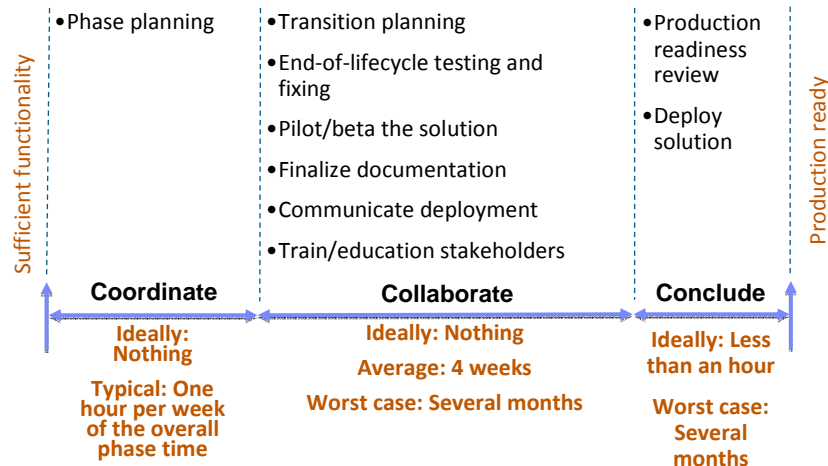 Sufficient functionality
•Phase planning
•Transition planning
•End-of-lifecycle testing and
fixing
•Pilot/beta the solution
•Finalize documentation
•Communicate deployment
•Train/education stakeholders
•Production
readiness
review
•Deploy
solution
Production ready
Coordinate
Collaborate
Conclude
Ideally:
Nothing
Typical: One
hour per week
of the overall
phase time
Ideally: Nothing
Average: 4 weeks
Worst case: Several months
Ideally: Less
than an hour
Worst case:
Several
months